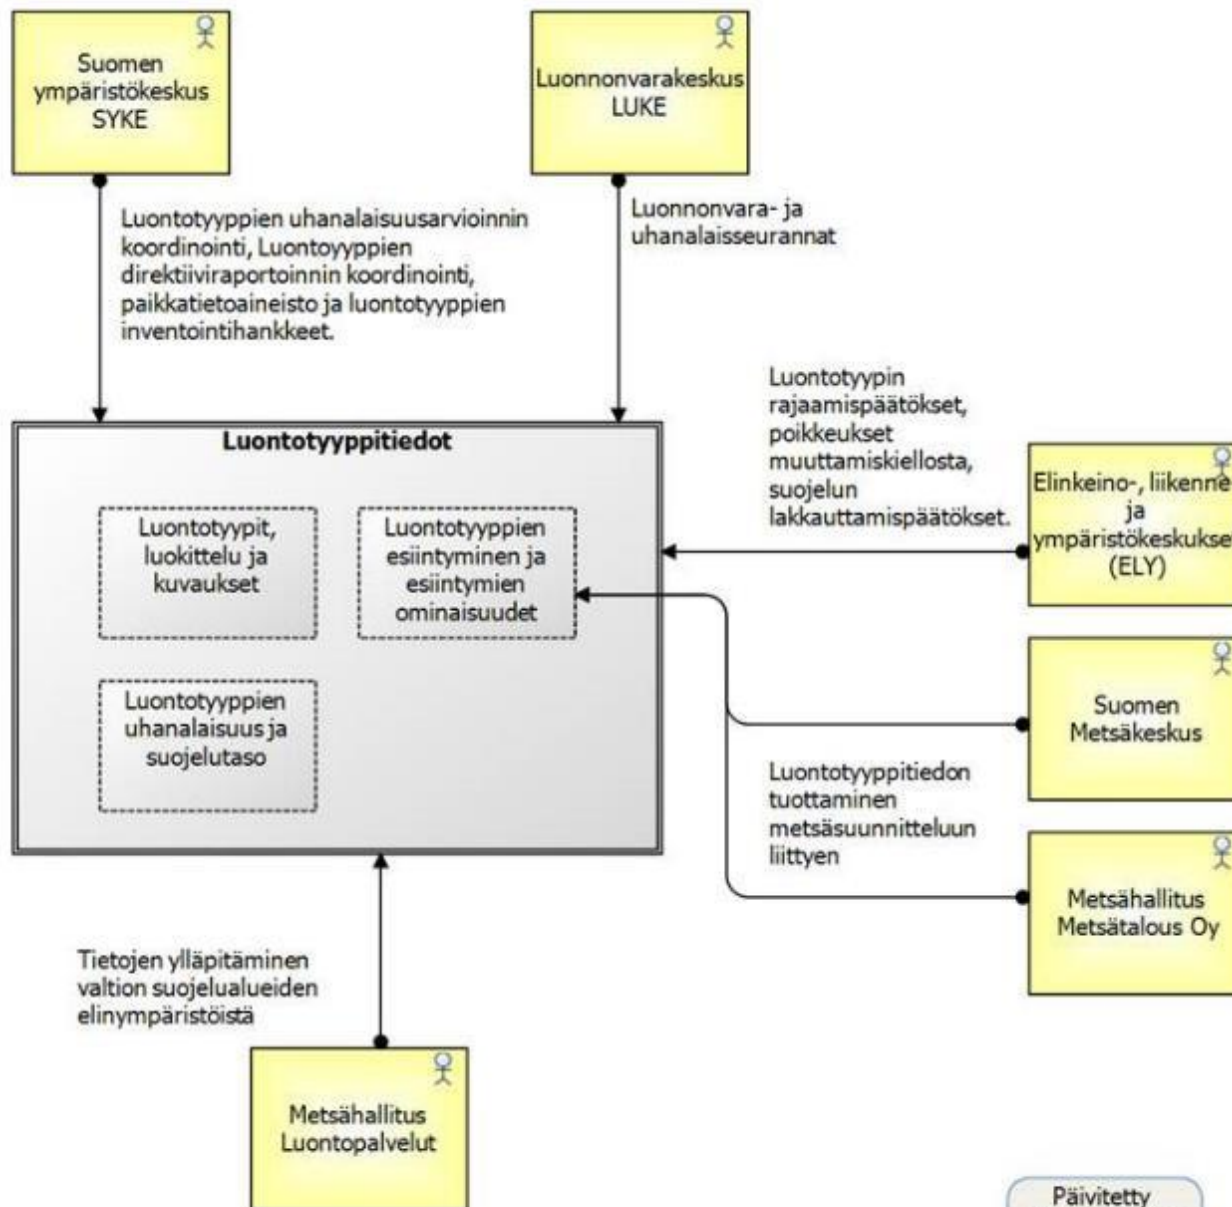 Suomen
ympäristökeskus
SYKE
Luonnonvarakeskus
LUKE
Luontotyyppien uhanalaisuusarvioinnin
koordinointi, Luontoyyppien
direktiiviraportoinnin koordinointi,
paikkatietoaineisto ja luontotyyppien
inventointihankkeet.
Luonnonvara- ja
uhanalaisseurannat
Luontotyypin
rajaamispäätökset,
poikkeukset
muuttamiskiellosta,
suojelun
lakkauttamispäätökset.
Elinkeino-, liikenne
ja
ympäristökeskukse
(ELY)
Luontotyyppitiedot
Luontotyypit,
luokittelu ja
kuvaukset
Luontotyyppien
esiintyminen ja
esiintymien
ominaisuudet
Luontotyyppien
uhanalaisuus ja
suojelutaso
Suomen
Metsäkeskus
Luontotyyppitiedon
tuottaminen
metsäsuunnitteluun
liittyen
Metsähallitus
Metsätalous Oy
Tietojen ylläpitäminen
valtion suojelualueiden
elinympäristöistä
Metsähallitus
Luontopalvelut
Päivitetty